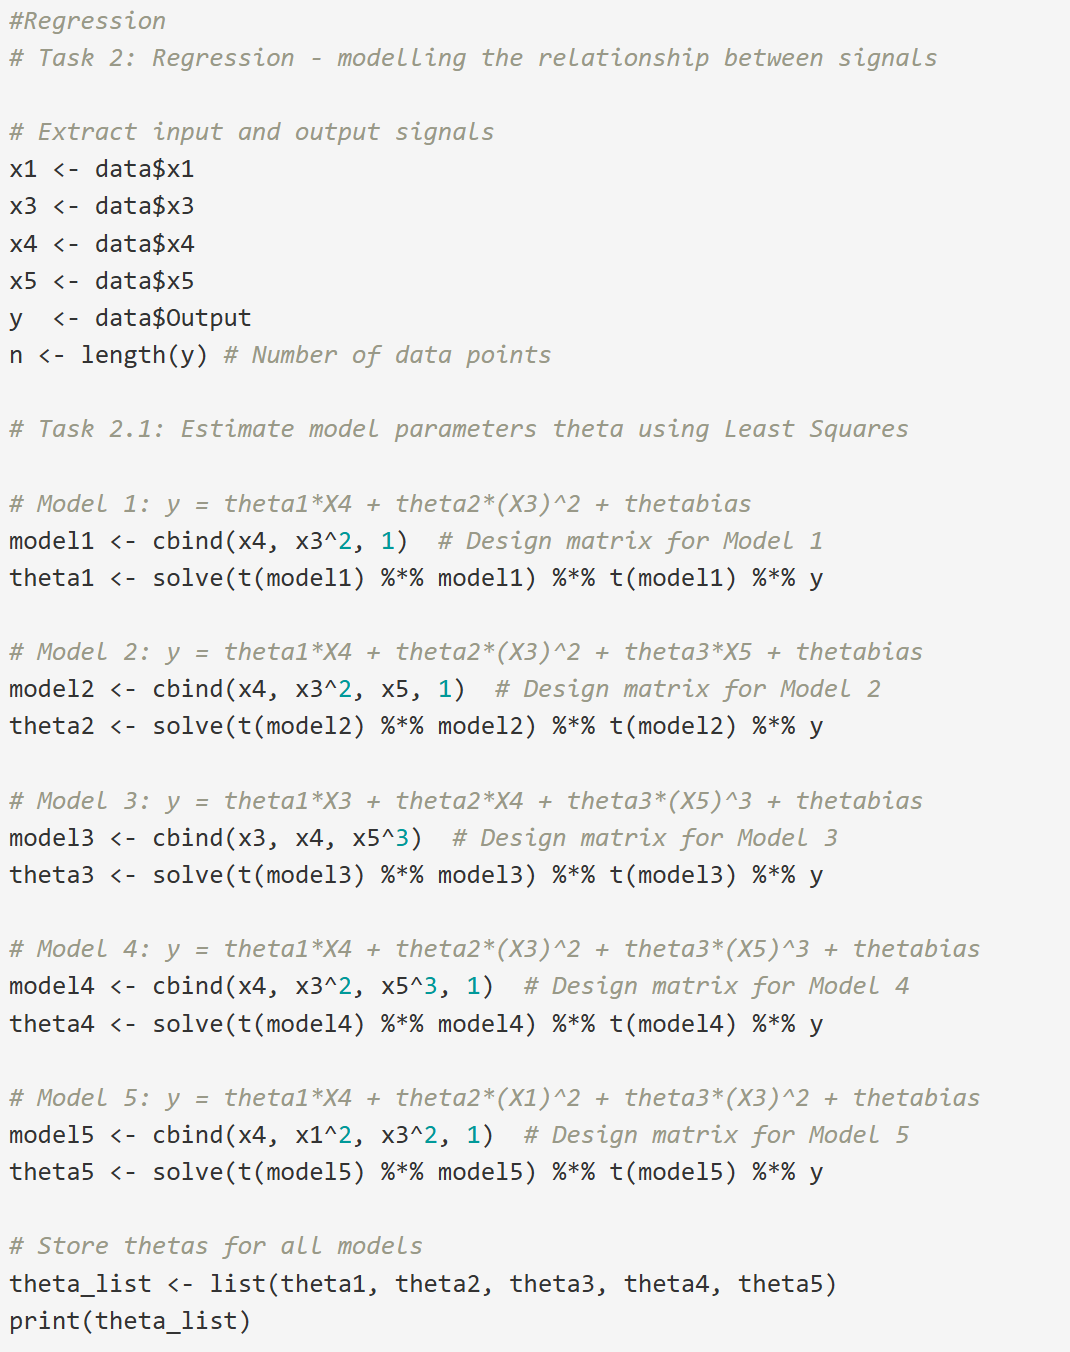 #Regression
# Task 2: Regression - modelling the relationship between signals
# Extract input and output signals
x1 <- data$x1
x3 <- data$x3
x4 <- data$x4
x5 <- data$x5
y  <- data$Output
n <- length(y) # Number of data points
# Task 2.1: Estimate model parameters theta using Least Squares
# Model 1: y = theta1*X4 + theta2*(X3)^2 + thetabias
model1 <- cbind(x4, x3^2, 1)  # Design matrix for Model 1
theta1 <- solve(t(model1) %*% model1) %*% t(model1) %*% y
# Model 2: y = theta1*X4 + theta2*(X3)^2 + theta3*X5 + thetabias
model2 <- cbind(x4, x3^2, x5, 1)  # Design matrix for Model 2
theta2 <- solve(t(model2) %*% model2) %*% t(model2) %*% y
# Model 3: y = theta1*X3 + theta2*X4 + theta3*(X5)^3 + thetabias
model3 <- cbind(x3, x4, x5^3)  # Design matrix for Model 3
theta3 <- solve(t(model3) %*% model3) %*% t(model3) %*% y
# Model 4: y = theta1*X4 + theta2*(X3)^2 + theta3*(X5)^3 + thetabias
model4 <- cbind(x4, x3^2, x5^3, 1)  # Design matrix for Model 4
theta4 <- solve(t(model4) %*% model4) %*% t(model4) %*% y
# Model 5: y = theta1*X4 + theta2*(X1)^2 + theta3*(X3)^2 + thetabias
model5 <- cbind(x4, x1^2, x3^2, 1)  # Design matrix for Model 5
theta5 <- solve(t(model5) %*% model5) %*% t(model5) %*% y
# Store thetas for all models
theta_list <- list(theta1, theta2, theta3, theta4, theta5)
print(theta_list)